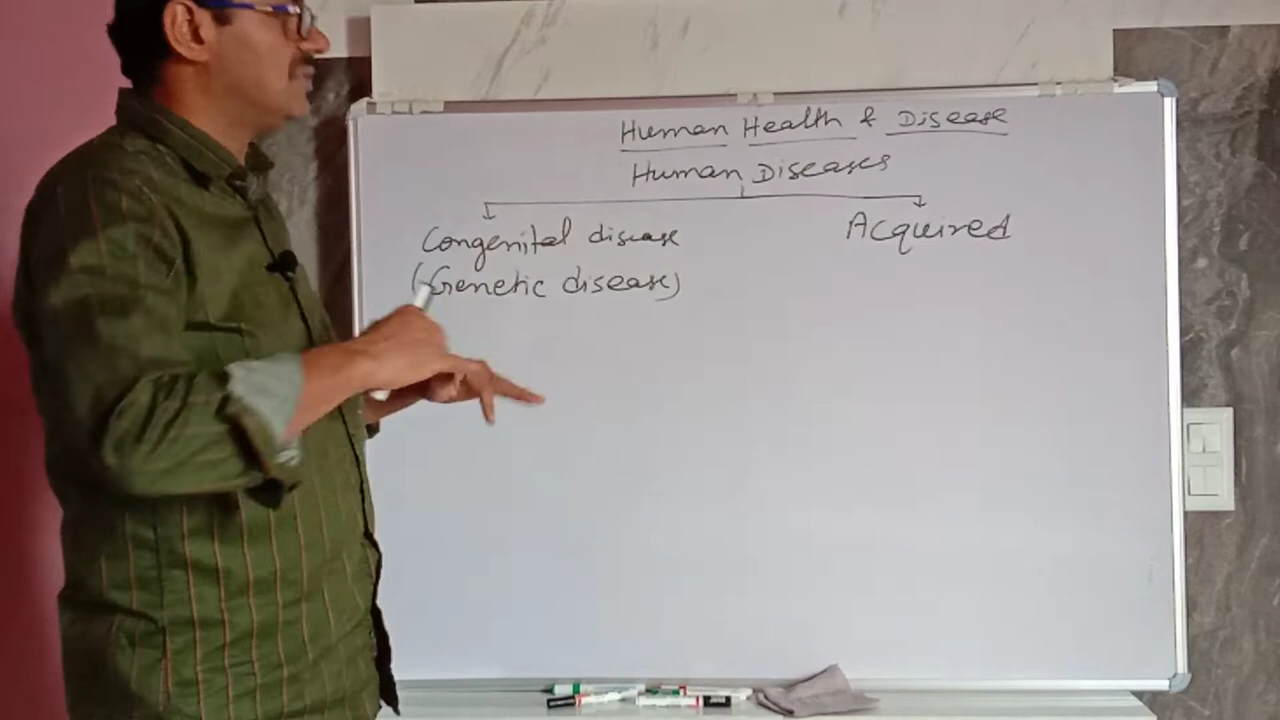 Human Health & Disease
Human Diseases
Congenital disease
Acquired
(Genetic disease)